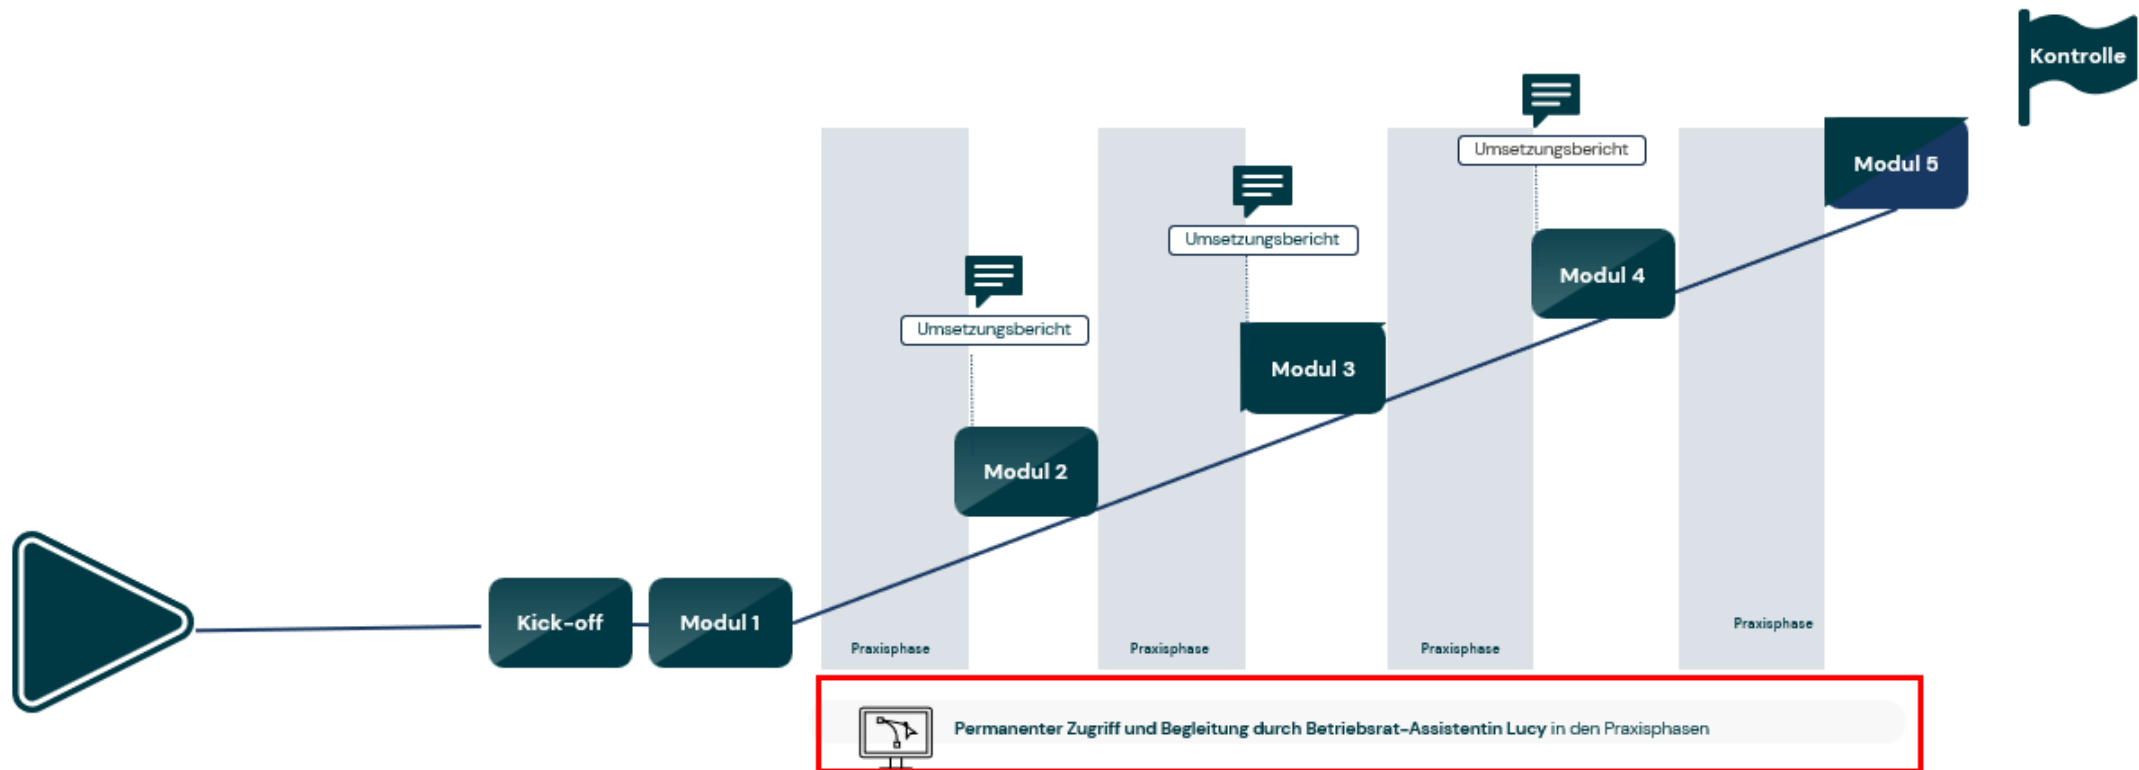 Kontrolle
Umsetzungsbericht
Modul 5
Umsetzungsbericht
Modul 4
Umsetzungsbericht
Modul 3
Modul 2
Kick-off
Modul 1
Praxisphase
Praxisphase
Praxisphase
Praxisphase
Permanenter Zugriff und Begleitung durch Betriebsrat-Assistentin Lucy in den Praxisphasen